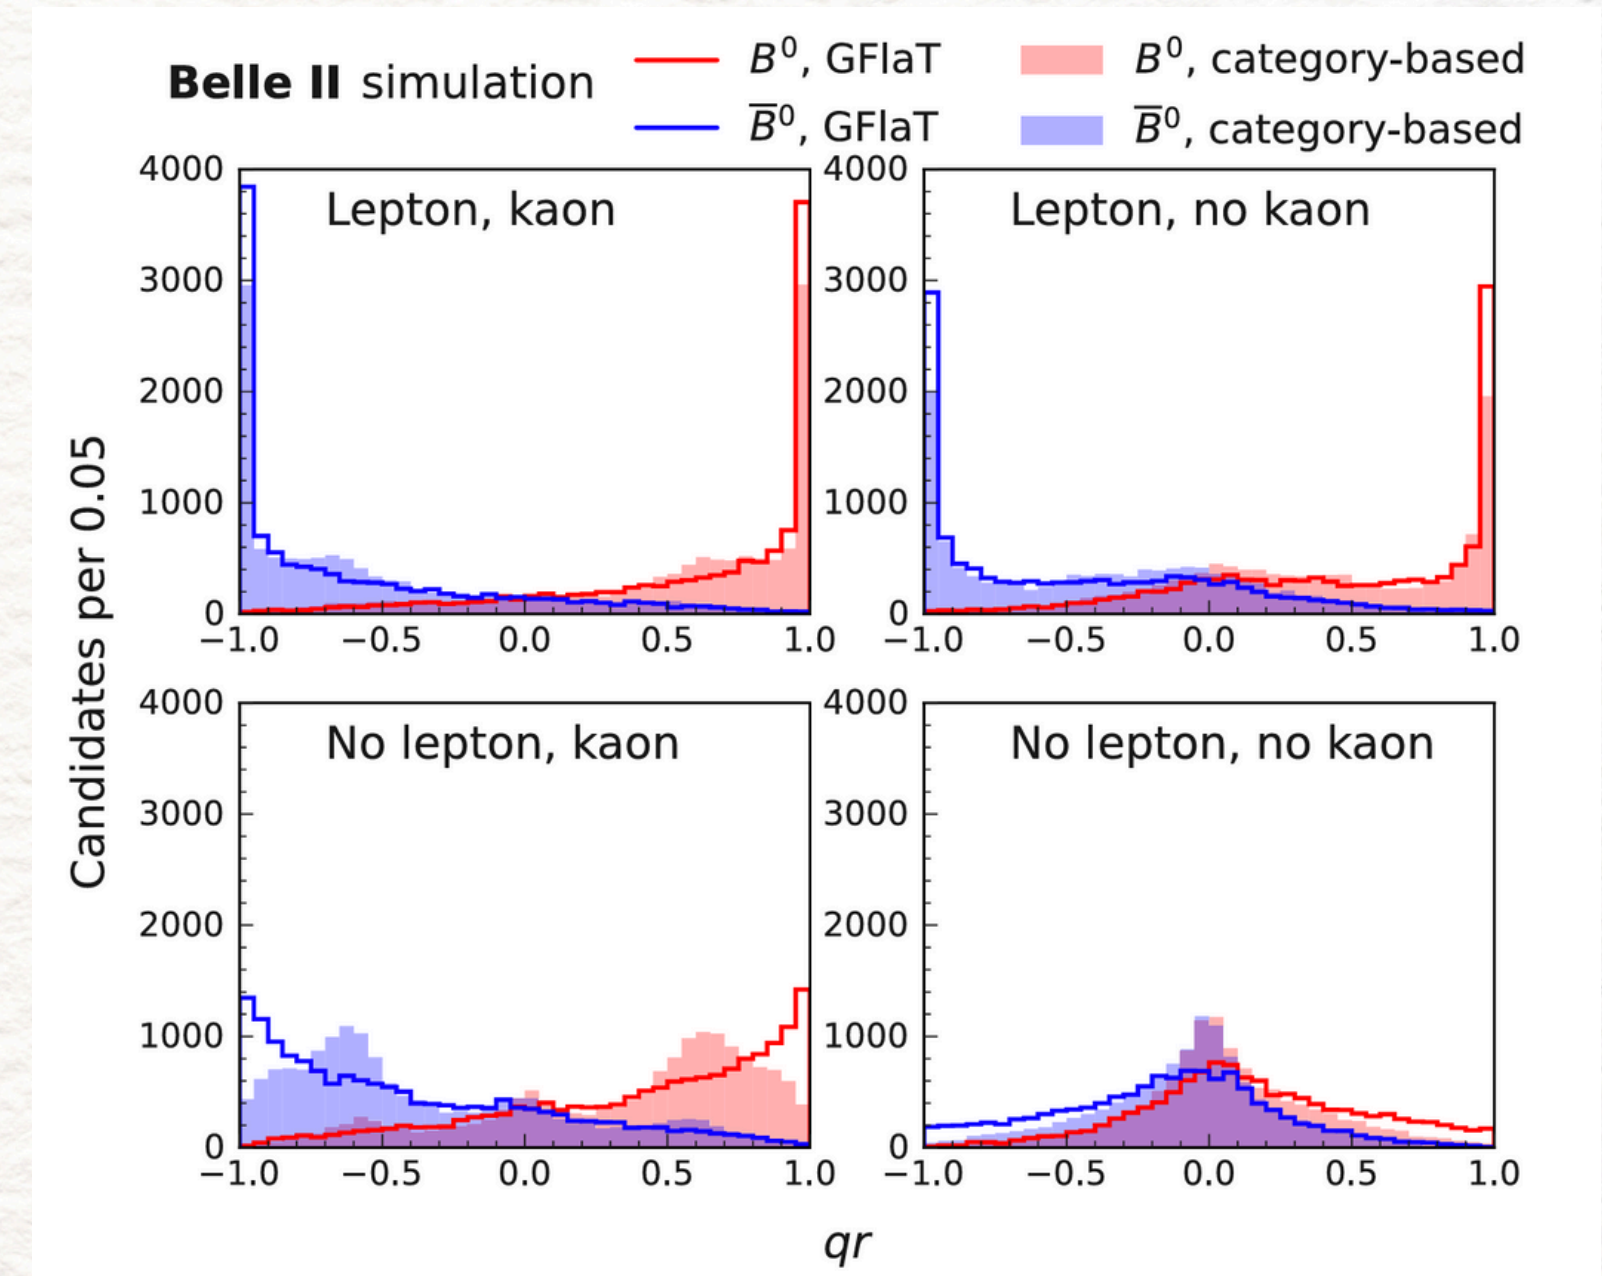 Belle II simulation
B⁰, GFlaT
B⁰, category-based
B̅⁰, GFlaT
B̅⁰, category-based
Candidates per 0.05
Lepton, kaon
4000
3000
2000
1000
0
−1.0 −0.5 0.0 0.5 1.0
Lepton, no kaon
4000
3000
2000
1000
0
−1.0 −0.5 0.0 0.5 1.0
No lepton, kaon
4000
3000
2000
1000
0
−1.0 −0.5 0.0 0.5 1.0
No lepton, no kaon
4000
3000
2000
1000
0
−1.0 −0.5 0.0 0.5 1.0
qr